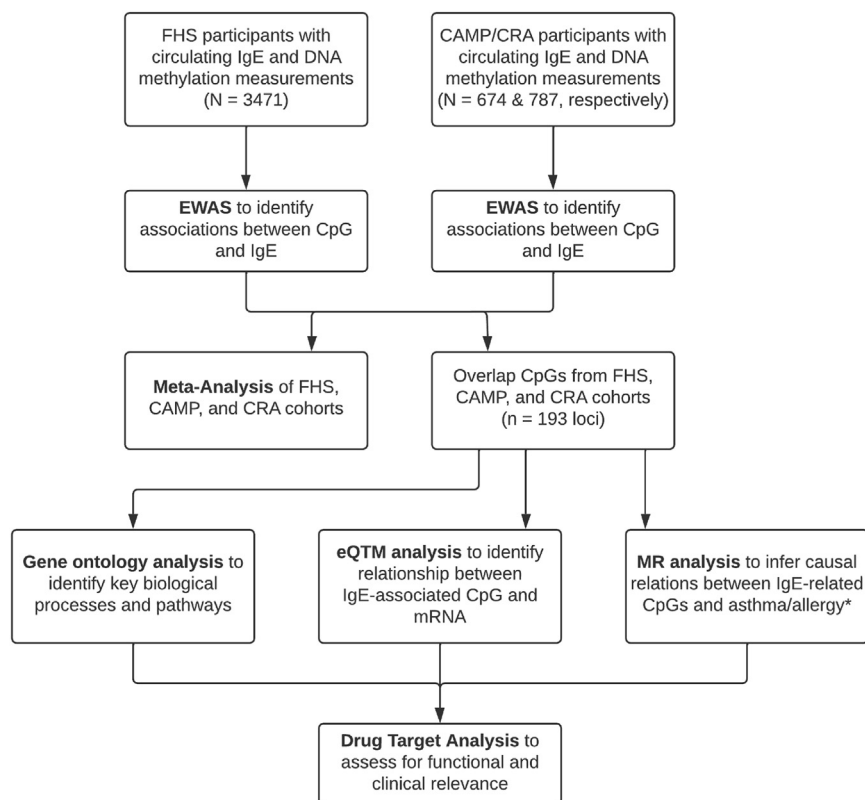 FHS participants with
circulating IgE and DNA
methylation measurements
(N = 3471)
CAMP/CRA participants with
circulating IgE and DNA
methylation measurements
(N = 674 & 787, respectively)
EWAS to identify
associations between CpG
and IgE
EWAS to identify
associations between CpG
and IgE
Meta-Analysis of FHS,
CAMP, and CRA cohorts
Overlap CpGs from FHS,
CAMP, and CRA cohorts
(n = 193 loci)
Gene ontology analysis to
identify key biological
processes and pathways
eQTM analysis to identify
relationship between
IgE-associated CpG and
mRNA
MR analysis to infer causal
relations between IgE-related
CpGs and asthma/allergy*
Drug Target Analysis to
assess for functional and
clinical relevance